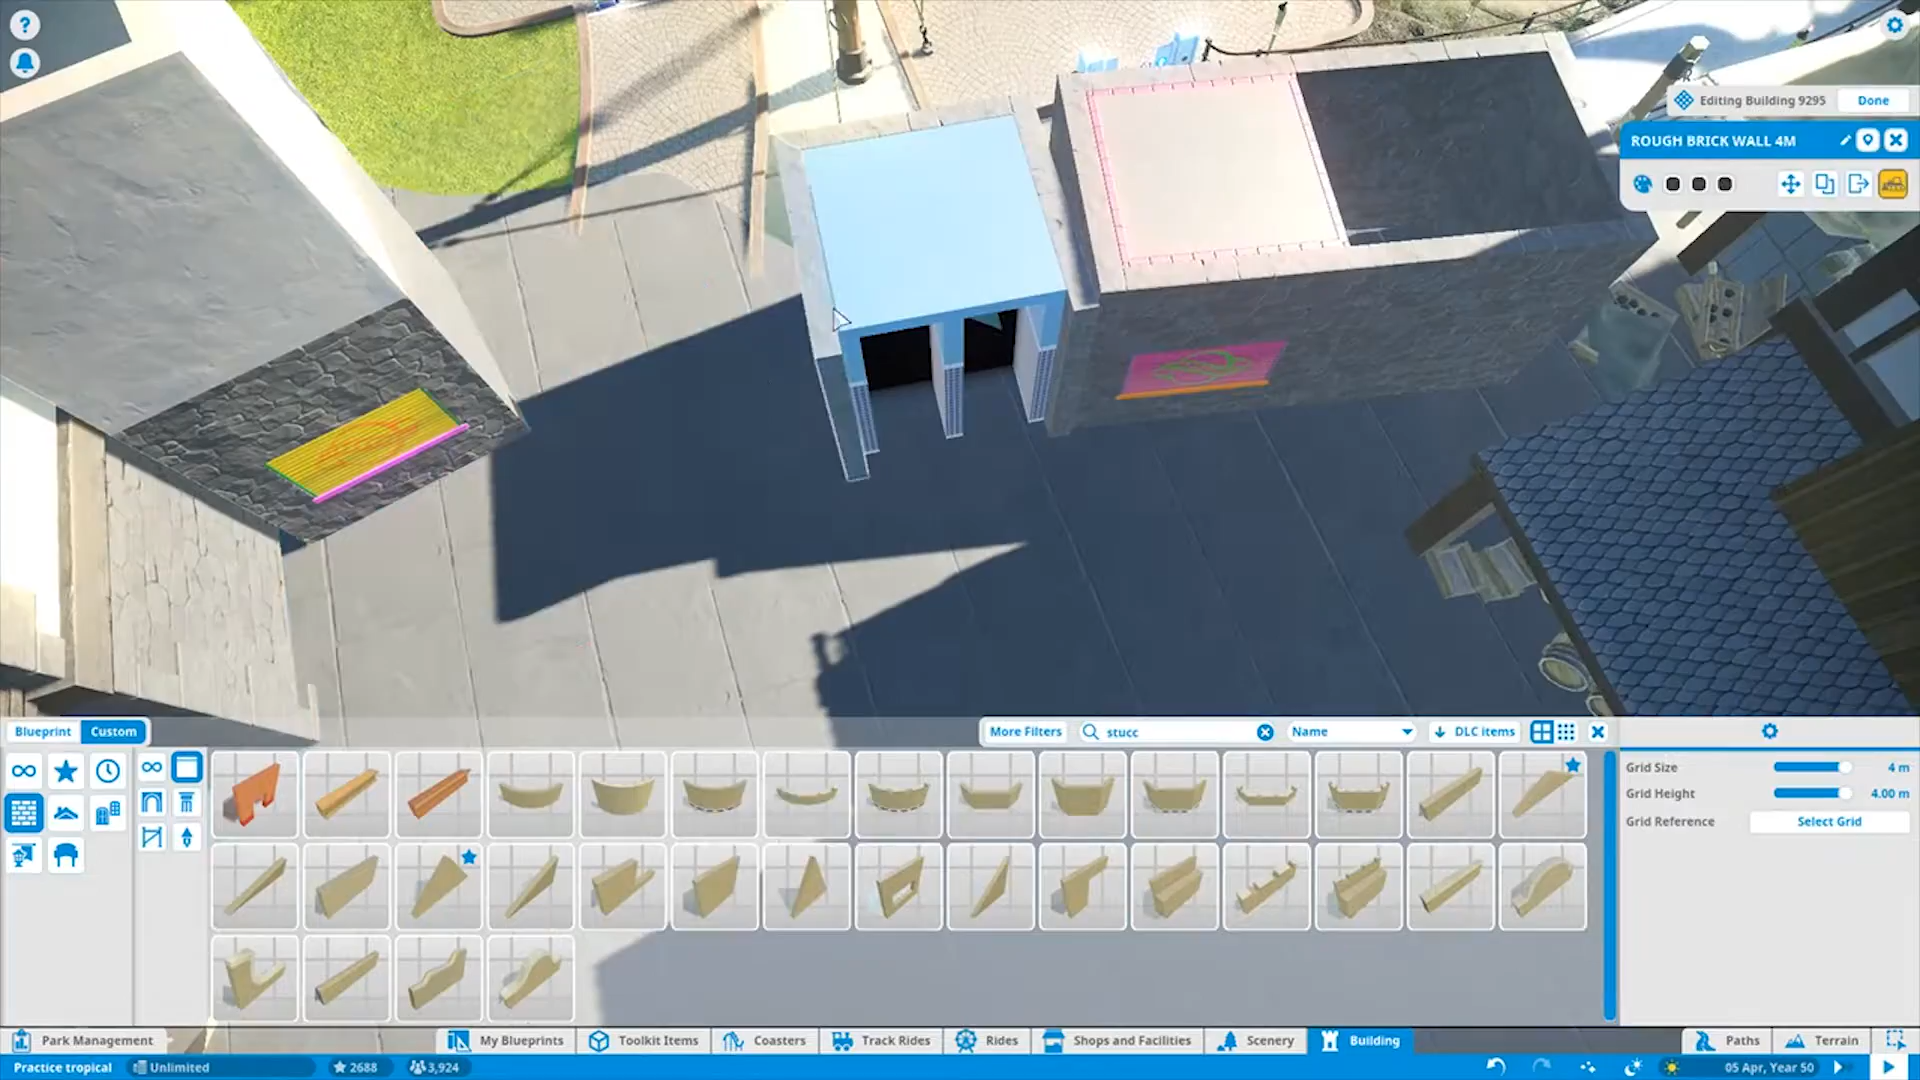 ?
Editing Building 9295
Done
ROUGH BRICK WALL 4M
Blueprint
Custom
More Filters
stucc
Name
DLC items
Grid Size
4 m
Grid Height
4.00 m
Grid Reference
Select Grid
Park Management
My Blueprints
Toolkit Items
Coasters
Track Rides
Rides
Shops and Facilities
Scenery
Building
Paths
Terrain
Practice tropical
Unlimited
2688
3,924
05 Apr, Year 50